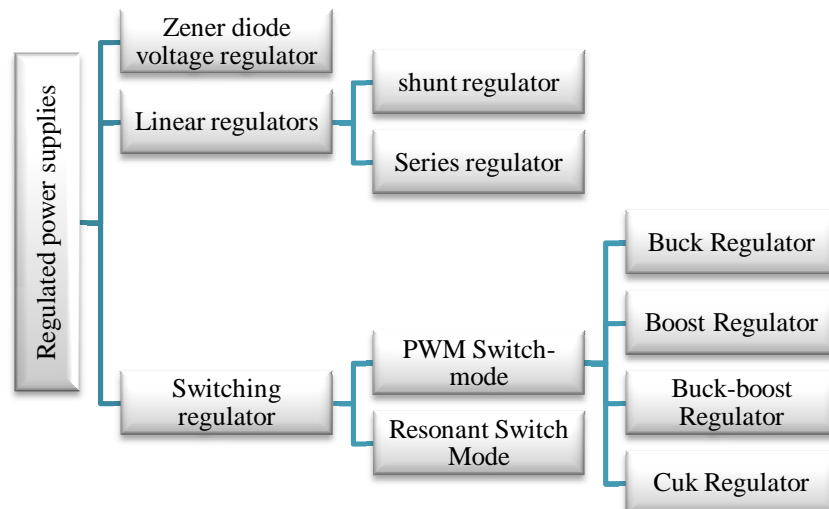 Regulated power supplies
Zener diode
voltage regulator
Linear regulators
shunt regulator
Series regulator
Switching
regulator
PWM Switch-
mode
Resonant Switch
Mode
Buck Regulator
Boost Regulator
Buck-boost
Regulator
Cuk Regulator